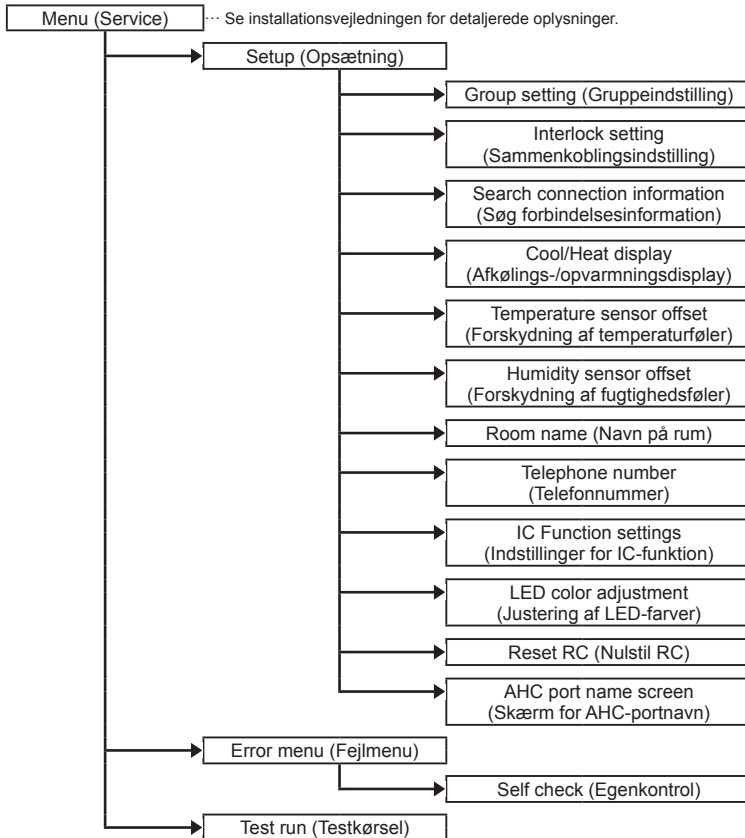 Menu (Service)
··· Se installationsvejledningen for detaljerede oplysninger.
Setup (Opsætning)
Group setting (Gruppeindstilling)
Interlock setting
(Sammenkoblingsindstilling)
Search connection information
(Søg forbindelsesinformation)
Cool/Heat display
(Afkølings-/opvarmningsdisplay)
Temperature sensor offset
(Forskydning af temperaturføler)
Humidity sensor offset
(Forskydning af fugtighedsføler)
Room name (Navn på rum)
Telephone number
(Telefonnummer)
IC Function settings
(Indstillinger for IC-funktion)
LED color adjustment
(Justering af LED-farver)
Reset RC (Nulstil RC)
AHC port name screen
(Skærm for AHC-portnavn)
Error menu (Fejlmenu)
Self check (Egenkontrol)
Test run (Testkørsel)